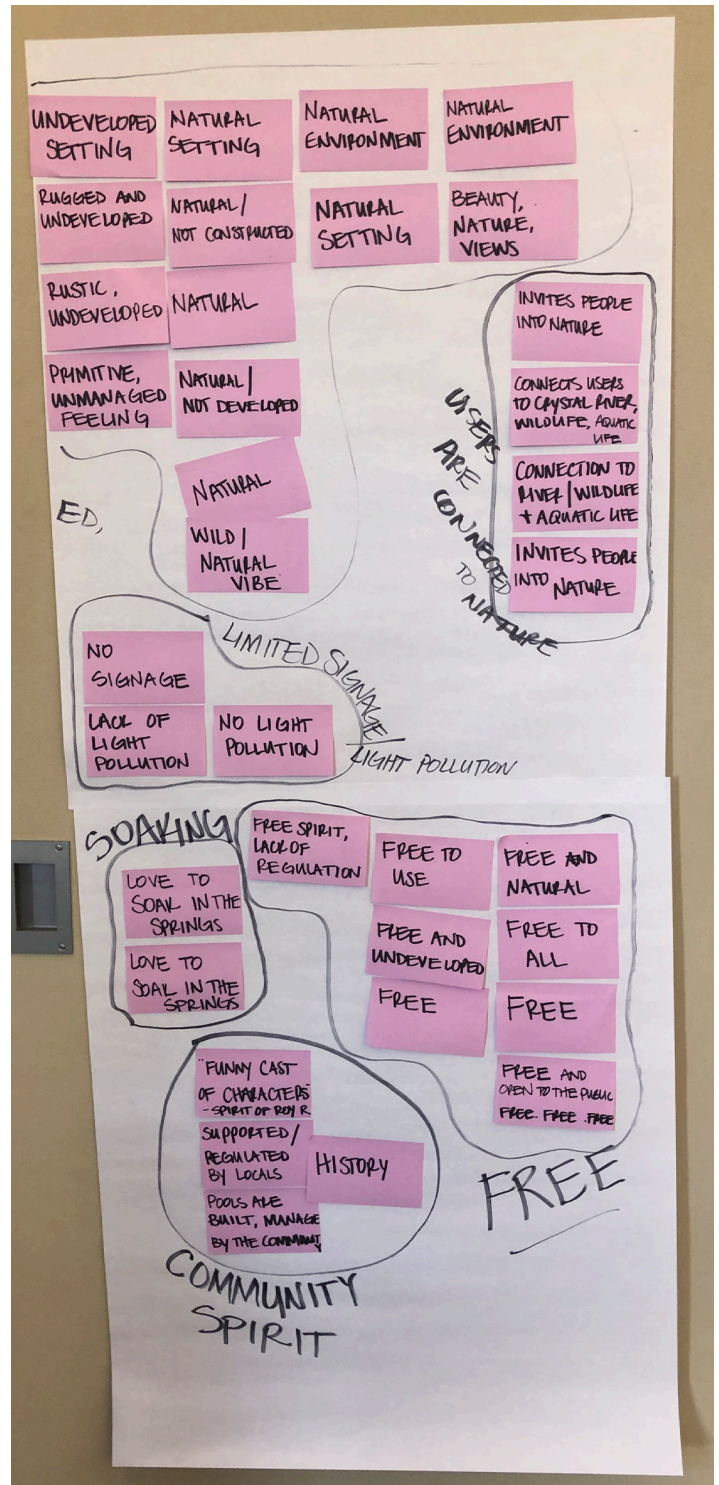 UNDEVELOPED
SETTING
NATURAL
SETTING
NATURAL
ENVIRONMENT
NATURAL
ENVIRONMENT
RUGGED AND
UNDEVELOPED
NATURAL/
NOT CONSTRUCTED
NATURAL
SETTING
BEAUTY,
NATURE,
VIEWS
RUSTIC,
UNDEVELOPED
NATURAL
PRIMITIVE,
UNMANAGED
FEELING
NATURAL/
NOT DEVELOPED
NATURAL
WILD/
NATURAL
VIBE
ED,
INVITES PEOPLE
INTO NATURE
CONNECTS USERS
TO CRYSTAL RIVER,
WILDLIFE, AQUATIC
LIFE
CONNECTION TO
RIVER/WILDLIFE
+ AQUATIC LIFE
INVITES PEOPLE
INTO NATURE
USERS
ARE
CONNECTED
TO NATURE
NO
SIGNAGE
LACK OF
LIGHT
POLLUTION
NO LIGHT
POLLUTION
LIMITED SIGNAGE/
LIGHT POLLUTION
SOAKING
LOVE TO
SOAK IN THE
SPRINGS
LOVE TO
SOAK IN THE
SPRINGS
FREE SPIRIT,
LACK OF
REGULATION
FREE TO
USE
FREE AND
NATURAL
FREE AND
UNDEVELOPED
FREE TO
ALL
FREE
FREE
FREE AND
OPEN TO THE PUBLIC
FREE. FREE. FREE
FREE
"FUNNY CAST
OF CHARACTERS"
- SPIRIT OF ROY R.
SUPPORTED/
REGULATED
BY LOCALS
HISTORY
POOLS ARE
BUILT, MANAGE
BY THE COMMUNITY
COMMUNITY
SPIRIT